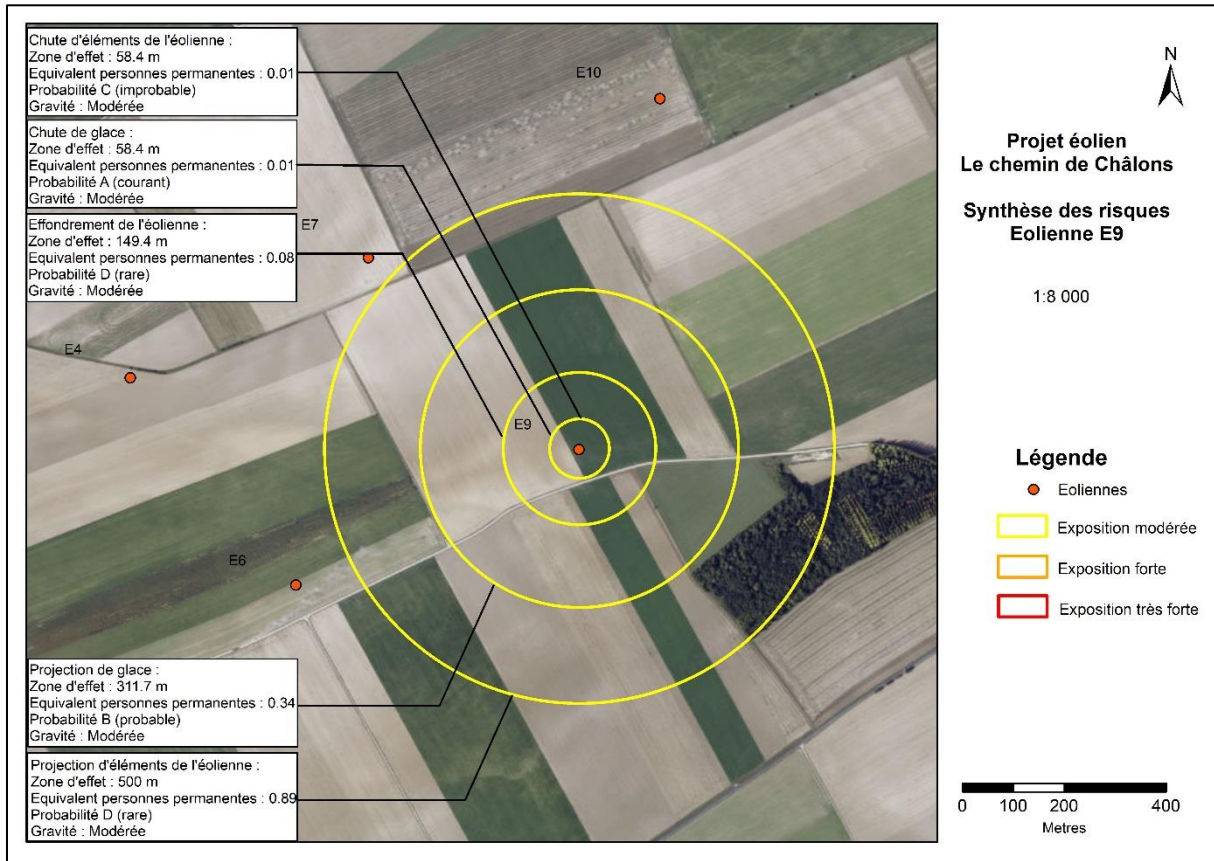 Chute d'éléments de l'éolienne :
Zone d'effet : 58.4 m
Equivalent personnes permanentes : 0.01
Probabilité C (improbable)
Gravité : Modérée
Chute de glace :
Zone d'effet : 58.4 m
Equivalent personnes permanentes : 0.01
Probabilité A (courant)
Gravité : Modérée
Effondrement de l'éolienne :
Zone d'effet : 149.4 m
Equivalent personnes permanentes : 0.08
Probabilité D (rare)
Gravité : Modérée
E10
E7
E4
E9
E6
Projection de glace :
Zone d'effet : 311.7 m
Equivalent personnes permanentes : 0.34
Probabilité B (probable)
Gravité : Modérée
Projection d'éléments de l'éolienne :
Zone d'effet : 500 m
Equivalent personnes permanentes : 0.89
Probabilité D (rare)
Gravité : Modérée
N
Projet éolien
Le chemin de Châlons
Synthèse des risques
Eolienne E9
1:8 000
Légende
Eoliennes
Exposition modérée
Exposition forte
Exposition très forte
0 100 200 400
Metres